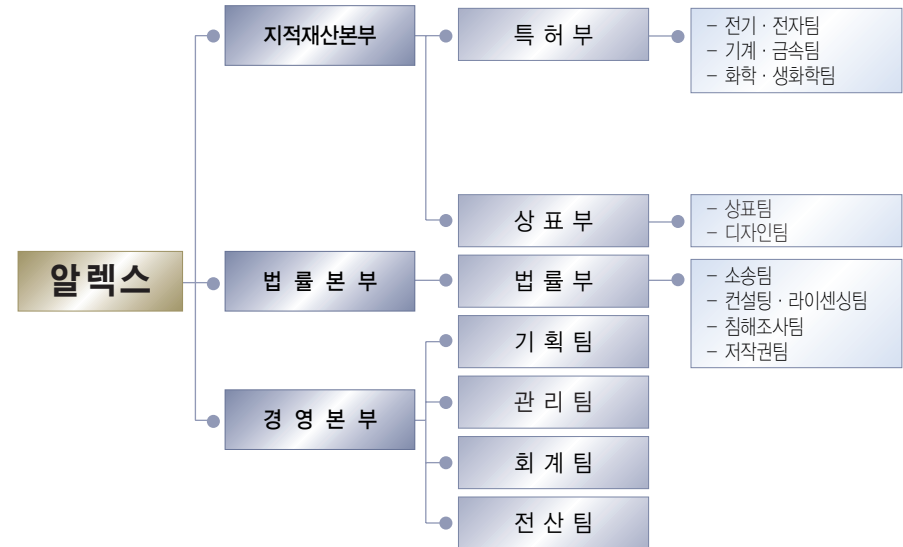 알렉스
지적재산본부
특 허 부
– 전기 · 전자팀
– 기계 · 금속팀
– 화학 · 생화학팀
상 표 부
– 상표팀
– 디자인팀
법 률 본 부
법 률 부
– 소송팀
– 컨설팅 · 라이센싱팀
– 침해조사팀
– 저작권팀
경 영 본 부
기 획 팀
관 리 팀
회 계 팀
전 산 팀